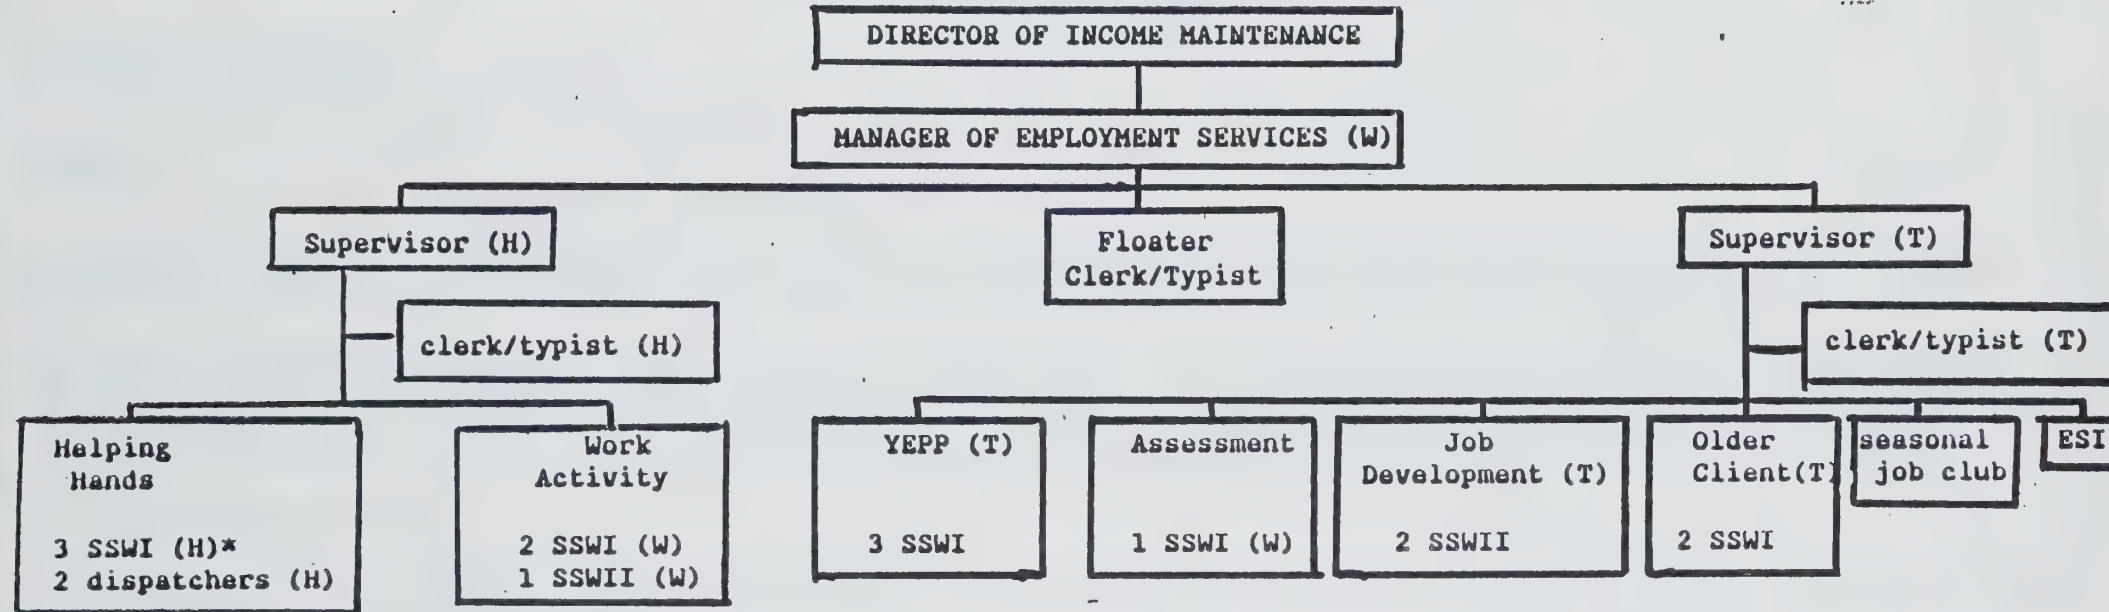 DIRECTOR OF INCOME MAINTENANCE
MANAGER OF EMPLOYMENT SERVICES (W)
Supervisor (H)
Floater
Clerk/Typist
Supervisor (T)
clerk/typist (H)
clerk/typist (T)
Helping
Hands
3 SSWI (H)*
2 dispatchers (H)
Work
Activity
2 SSWI (W)
1 SSWII (W)
YEPP (T)
3 SSWI
Assessment
1 SSWI (W)
Job
Development (T)
2 SSWII
Older
Client(T)
2 SSWI
seasonal
job club
ESI